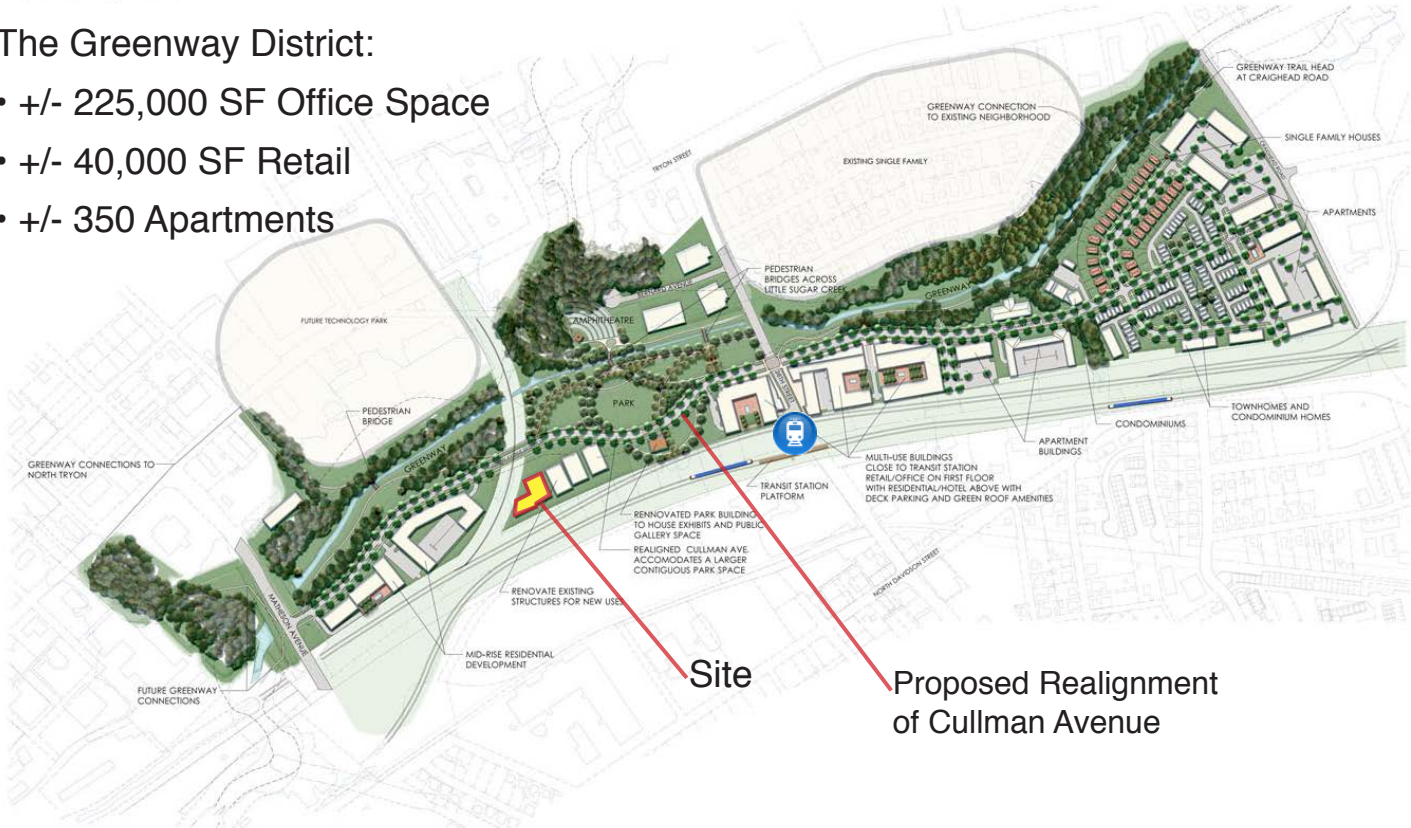 The Greenway District:
• +/- 225,000 SF Office Space
• +/- 40,000 SF Retail
• +/- 350 Apartments
GREENWAY TRAIL HEAD
AT CRAIGHEAD ROAD
GREENWAY CONNECTION
TO EXISTING NEIGHBORHOOD
SINGLE FAMILY HOUSES
TRYON STREET
EXISTING SINGLE FAMILY
CRAIGHEAD ROAD
APARTMENTS
PEDESTRIAN
BRIDGES ACROSS
LITTLE SUGAR CREEK
GREENWAY
FUTURE TECHNOLOGY PARK
AMPHITHEATRE
36TH STREET
PARK
PEDESTRIAN
BRIDGE
TOWNHOMES AND
CONDOMINIUM HOMES
CONDOMINIUMS
APARTMENT
BUILDINGS
GREENWAY
GREENWAY CONNECTIONS TO
NORTH TRYON
MULTI-USE BUILDINGS
CLOSE TO TRANSIT STATION
RETAIL/OFFICE ON FIRST FLOOR
WITH RESIDENTIAL/HOTEL ABOVE WITH
DECK PARKING AND GREEN ROOF AMENITIES
TRANSIT STATION
PLATFORM
RENNOVATED PARK BUILDING
TO HOUSE EXHIBITS AND PUBLIC
GALLERY SPACE
REALIGNED CULLMAN AVE.
ACCOMODATES A LARGER
CONTIGUOUS PARK SPACE
NORTH DAVIDSON STREET
RENOVATE EXISTING
STRUCTURES FOR NEW USES
MATHESON AVENUE
MID-RISE RESIDENTIAL
DEVELOPMENT
FUTURE GREENWAY
CONNECTIONS
Site
Proposed Realignment
of Cullman Avenue